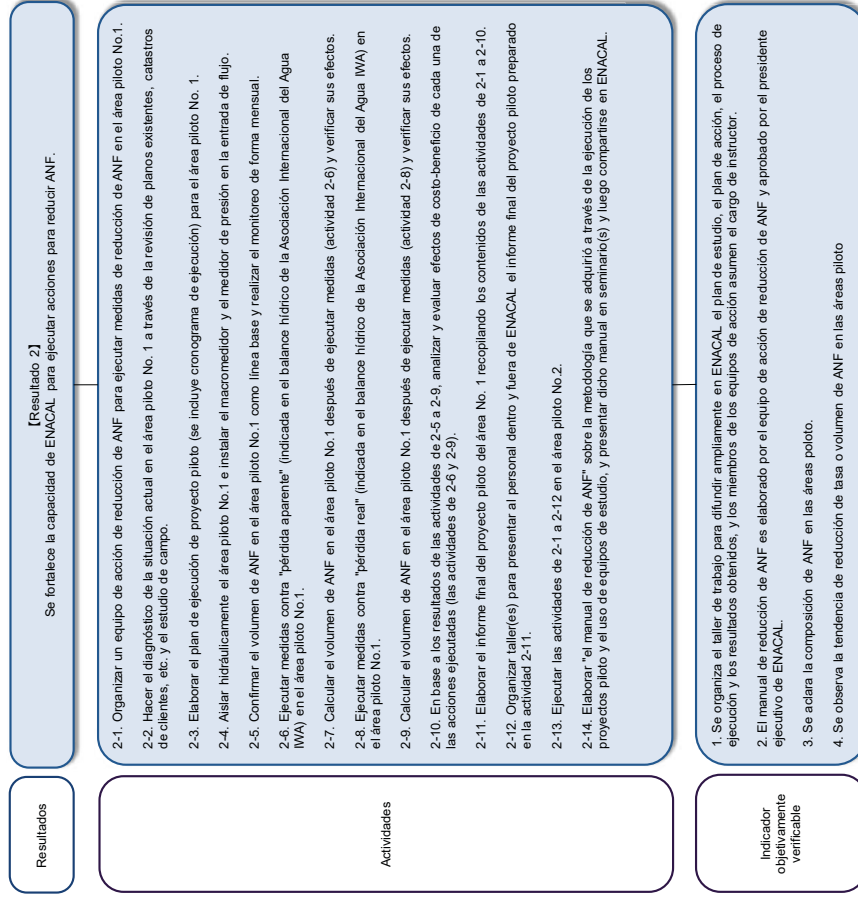 Resultados
【Resultado 2】
Se fortalece la capacidad de ENACAL para ejecutar acciones para reducir ANF.
Actividades
2-1. Organizar un equipo de acción de reducción de ANF para ejecutar medidas de reducción de ANF en el área piloto No.1.
2-2. Hacer el diagnóstico de la situación actual en el área piloto No. 1 a través de la revisión de planos existentes, catastros
de clientes, etc. y el estudio de campo.
2-3. Elaborar el plan de ejecución de proyecto piloto (se incluye cronograma de ejecución) para el área piloto No. 1.
2-4. Aislar hidráulicamente el área piloto No.1 e instalar el macromedidor y el medidor de presión en la entrada de flujo.
2-5. Confirmar el volumen de ANF en el área piloto No.1 como línea base y realizar el monitoreo de forma mensual.
2-6. Ejecutar medidas contra "pérdida aparente" (indicada en el balance hídrico de la Asociación Internacional del Agua
IWA) en el área piloto No.1.
2-7. Calcular el volumen de ANF en el área piloto No.1 después de ejecutar medidas (actividad 2-6) y verificar sus efectos.
2-8. Ejecutar medidas contra "pérdida real" (indicada en el balance hídrico de la Asociación Internacional del Agua IWA) en
el área piloto No.1.
2-9. Calcular el volumen de ANF en el área piloto No.1 después de ejecutar medidas (actividad 2-8) y verificar sus efectos.
2-10. En base a los resultados de las actividades de 2-5 a 2-9, analizar y evaluar efectos de costo-beneficio de cada una de
las acciones ejecutadas (las actividades de 2-6 y 2-9).
2-11. Elaborar el informe final del proyecto piloto del área No. 1 recopilando los contenidos de las actividades de 2-1 a 2-10.
2-12. Organizar taller(es) para presentar al personal dentro y fuera de ENACAL el informe final del proyecto piloto preparado
en la actividad 2-11.
2-13. Ejecutar las actividades de 2-1 a 2-12 en el área piloto No.2.
2-14. Elaborar "el manual de reducción de ANF" sobre la metodología que se adquirió a través de la ejecución de los
proyectos piloto y el uso de equipos de estudio, y presentar dicho manual en seminario(s) y luego compartirse en ENACAL.
Indicador
objetivamente
verificable
1. Se organiza el taller de trabajo para difundir ampliamente en ENACAL el plan de estudio, el plan de acción, el proceso de
ejecución y los resultados obtenidos, y los miembros de los equipos de acción asumen el cargo de instructor.
2. El manual de reducción de ANF es elaborado por el equipo de acción de reducción de ANF y aprobado por el presidente
ejecutivo de ENACAL.
3. Se aclara la composición de ANF en las áreas poloto.
4. Se observa la tendencia de reducción de tasa o volumen de ANF en las áreas piloto